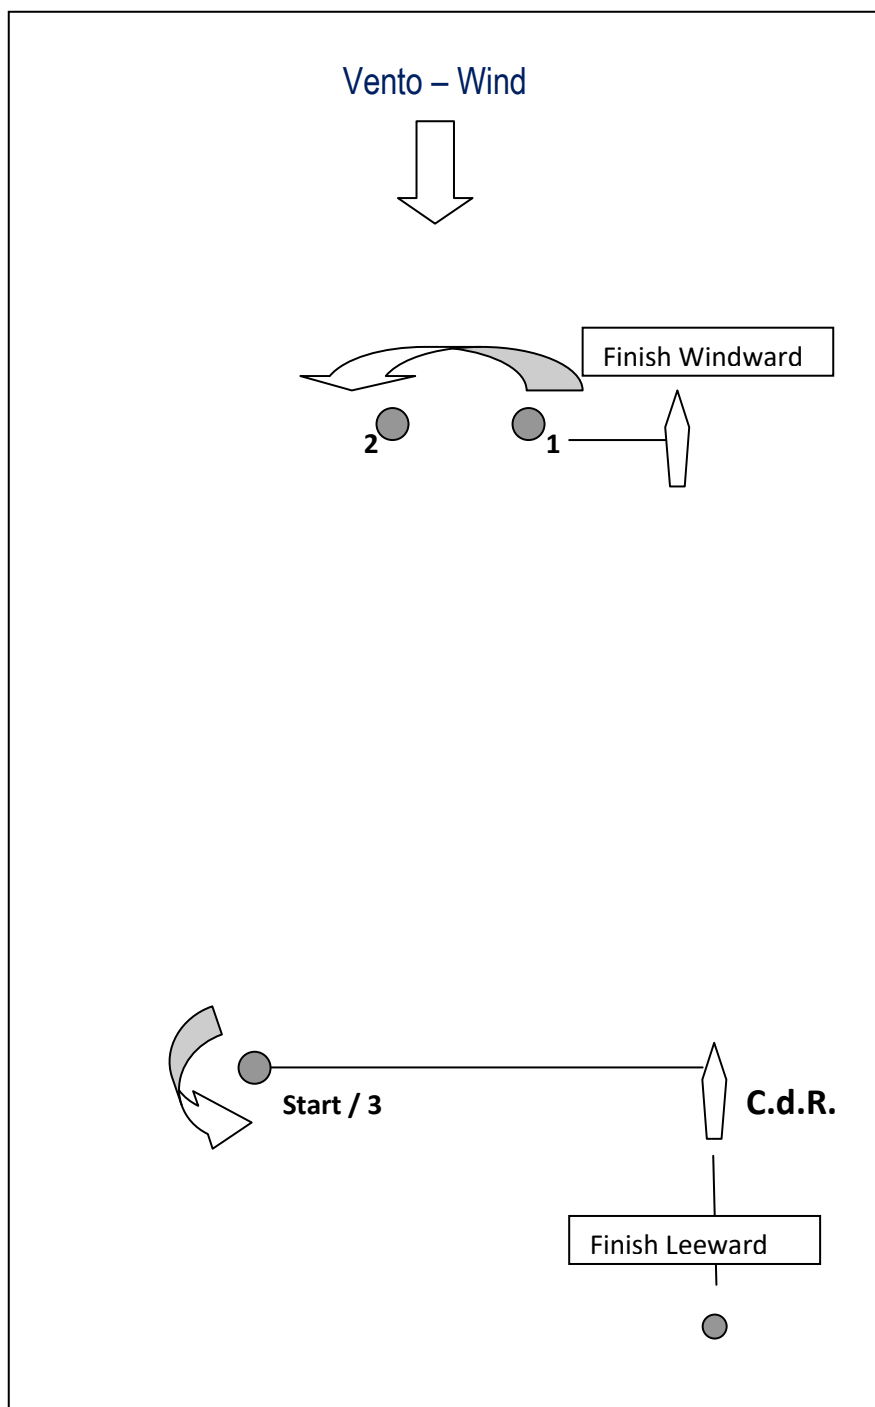 Vento – Wind
Finish Windward
2
1
Start / 3
C.d.R.
Finish Leeward